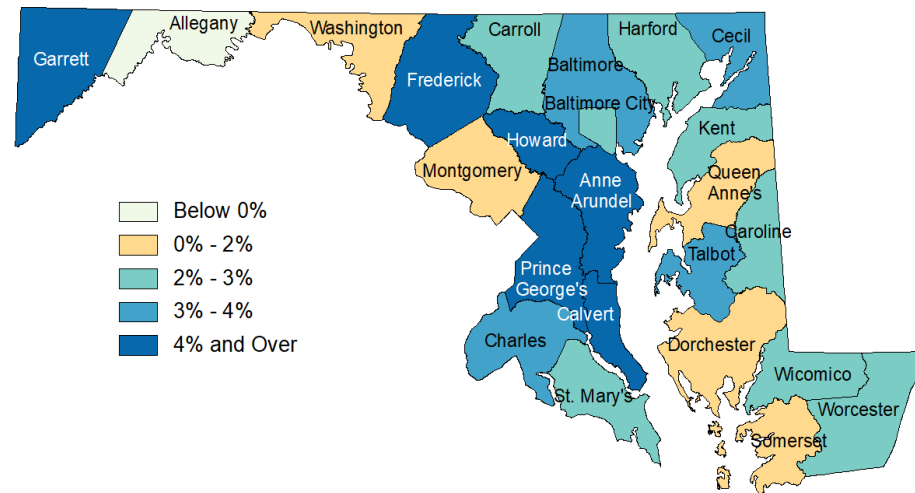 Allegany
Washington
Carroll
Harford
Cecil
Garrett
Frederick
Baltimore
Baltimore City
Kent
Howard
Montgomery
Queen
Anne's
Anne
Arundel
Caroline
Talbot
Prince
George's
Calvert
Charles
Dorchester
St. Mary's
Wicomico
Worcester
Somerset
Below 0%
0% - 2%
2% - 3%
3% - 4%
4% and Over